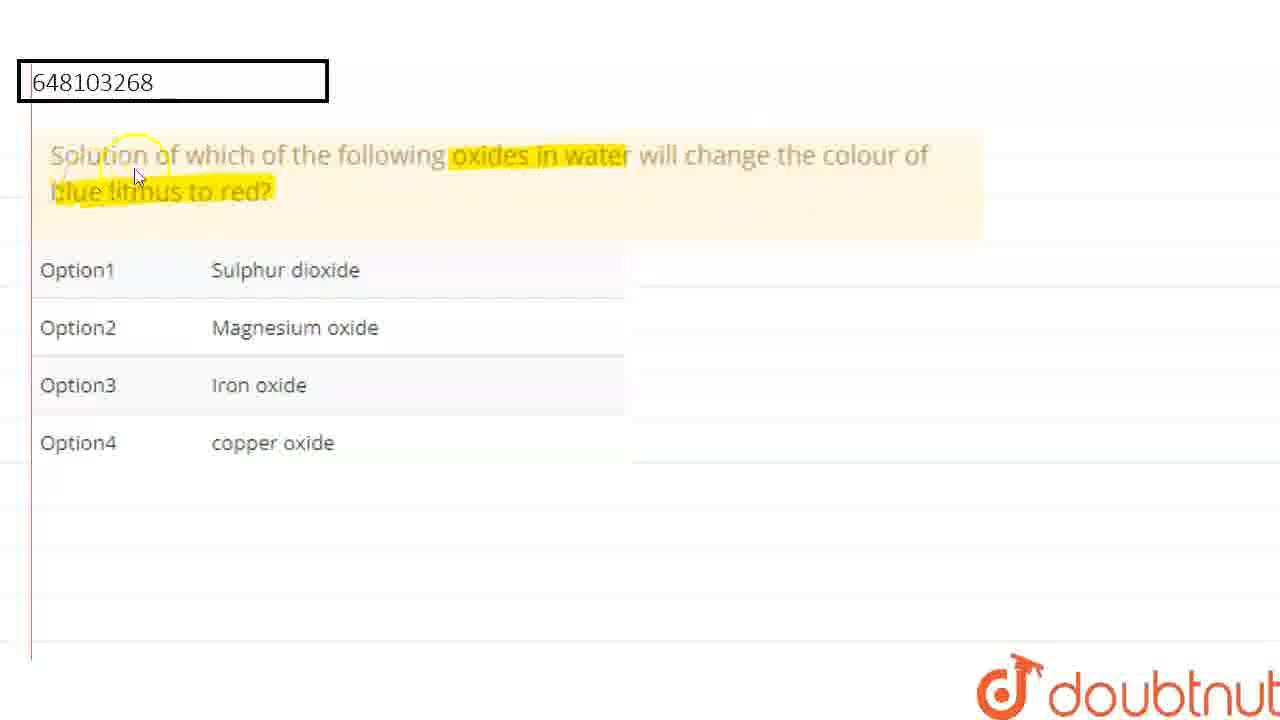 648103268
Solution of which of the following oxides in water will change the colour of
blue litmus to red?
Option1 Sulphur dioxide
Option2 Magnesium oxide
Option3 Iron oxide
Option4 copper oxide
doubtnut